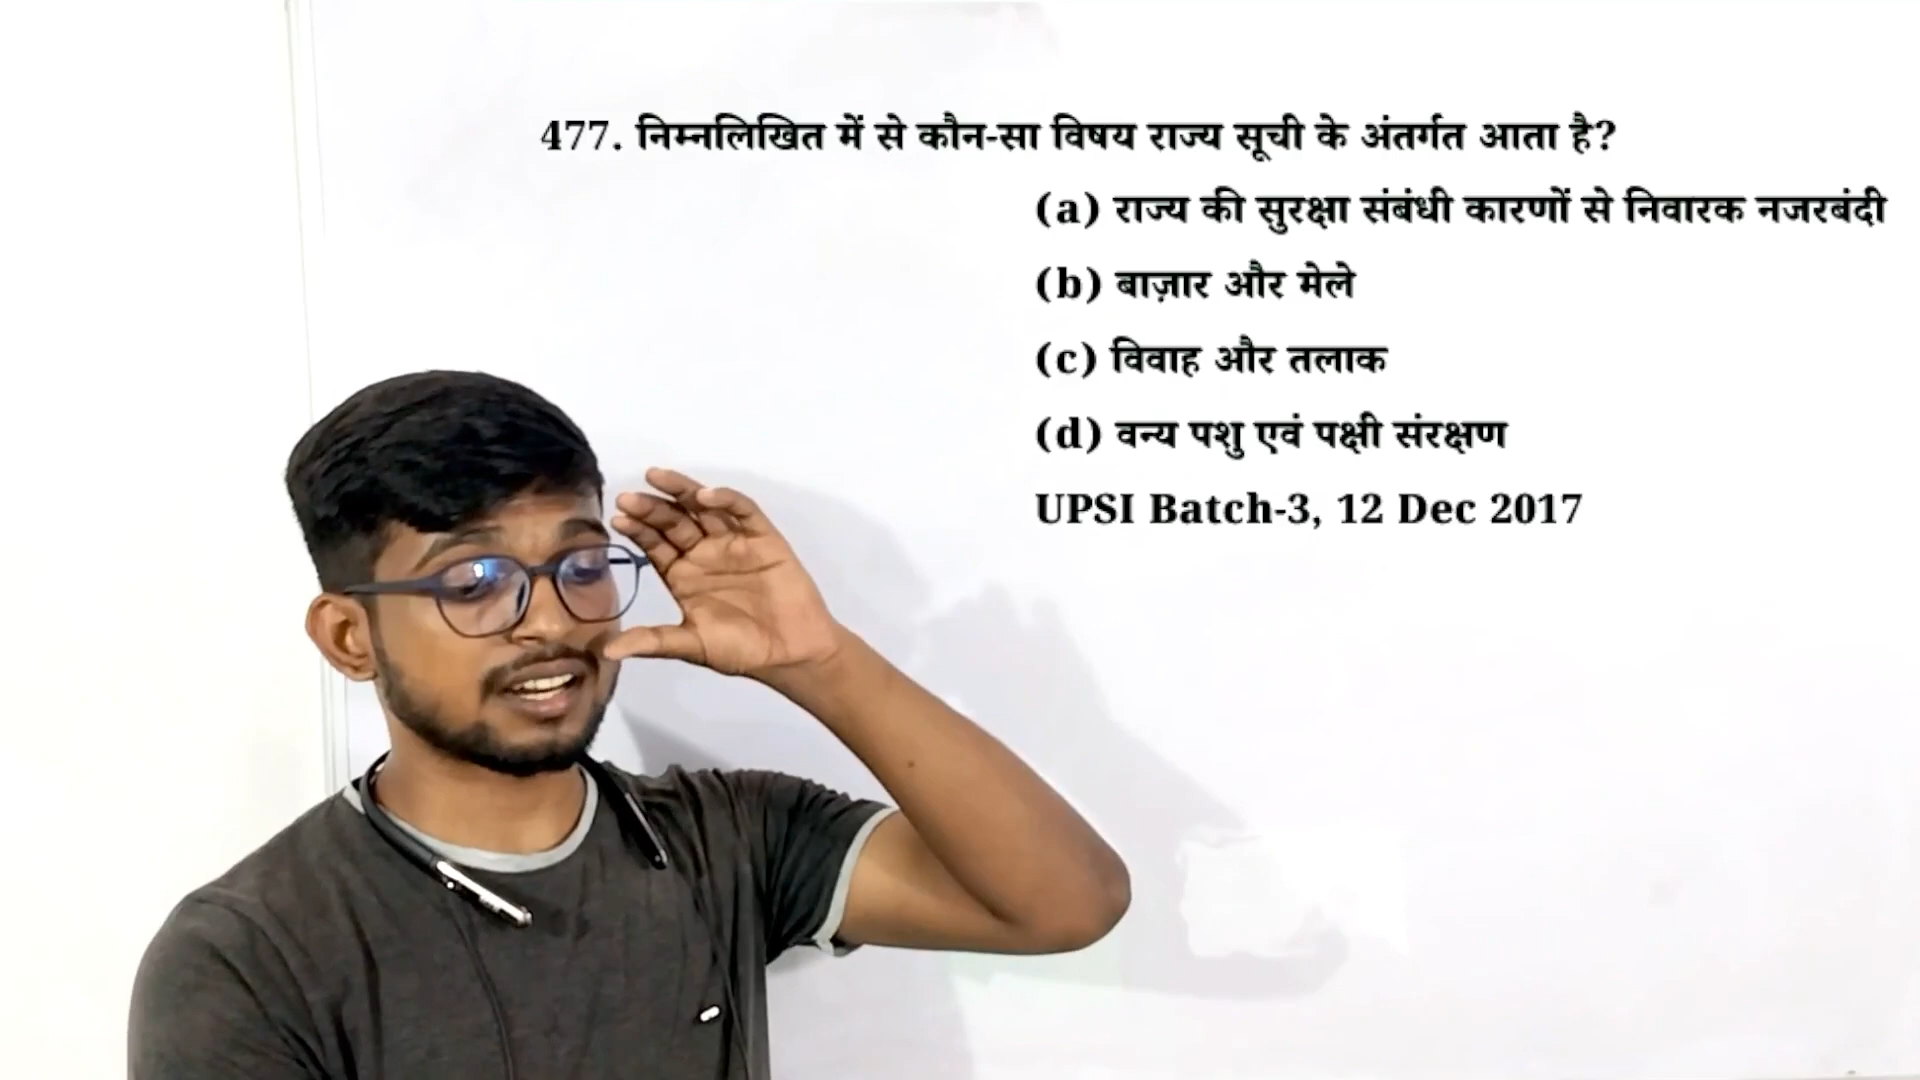 477. निम्नलिखित में से कौन-सा विषय राज्य सूची के अंतर्गत आता है?
(a) राज्य की सुरक्षा संबंधी कारणों से निवारक नजरबंदी
(b) बाज़ार और मेले
(c) विवाह और तलाक
(d) वन्य पशु एवं पक्षी संरक्षण
UPSI Batch-3, 12 Dec 2017